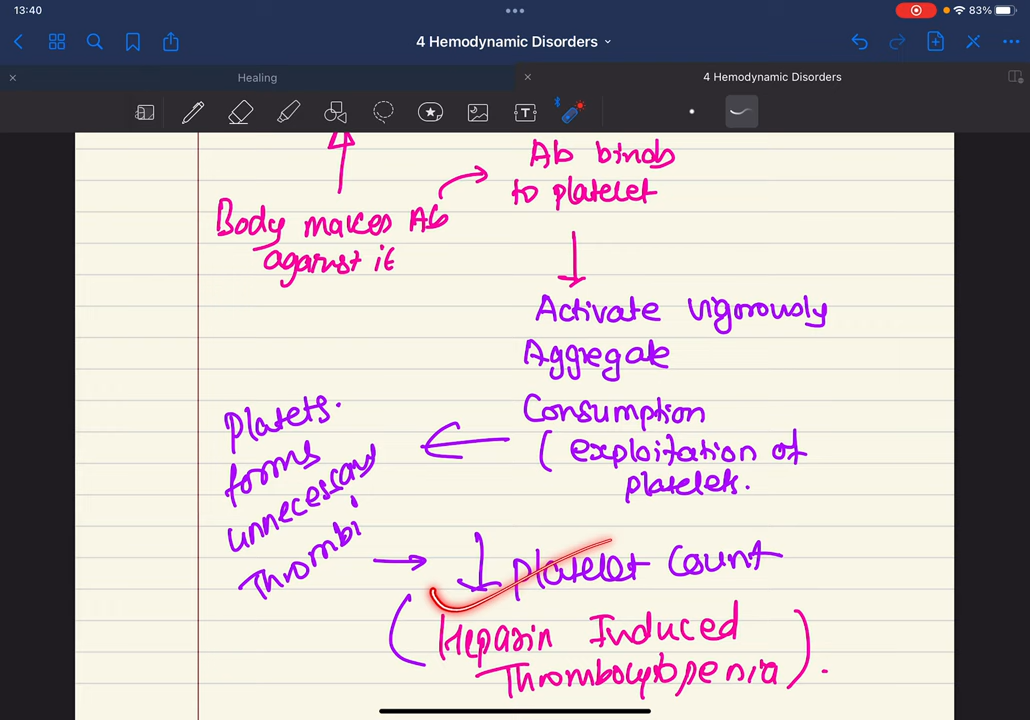 13:40
83%
4 Hemodynamic Disorders
Healing
4 Hemodynamic Disorders
T
Body makes Ab
against it
Ab binds
to platelet
Activate vigorously
Aggregate
Consumption
( exploitation of
platelets.
Platets.
forms
unnecessary
Thrombi
↓ Platelet Count
( Heparin Induced
Thrombocytopenia ).